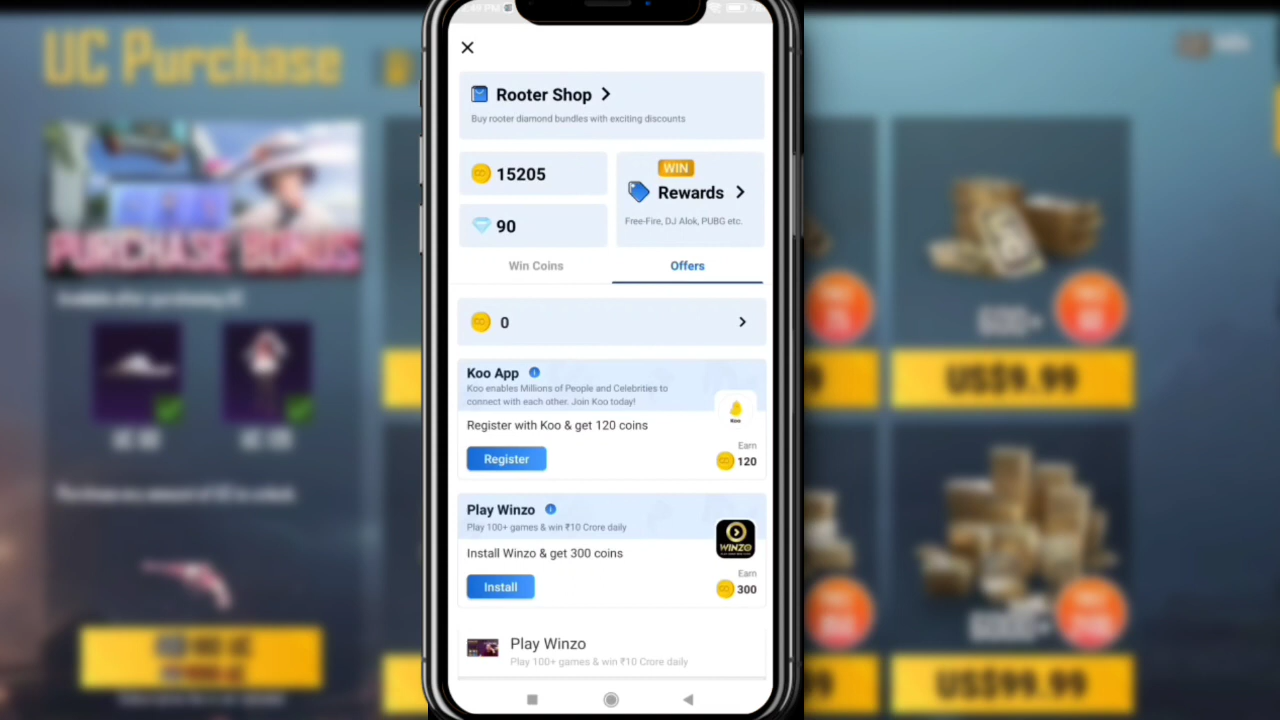 UC Purchase
PURCHASE BONUS
Rooter Shop
Buy rooter diamond bundles with exciting discounts
15205
90
WIN
Rewards
Free-Fire, DJ Alok, PUBG etc.
Win Coins
Offers
0
Koo App
Koo enables Millions of People and Celebrities to
connect with each other. Join Koo today!
Koo
Register with Koo & get 120 coins
Register
Earn
120
Play Winzo
Play 100+ games & win ₹10 Crore daily
WINZO
Install Winzo & get 300 coins
Install
Earn
300
Play Winzo
Play 100+ games & win ₹10 Crore daily
US$9.99
US$99.99